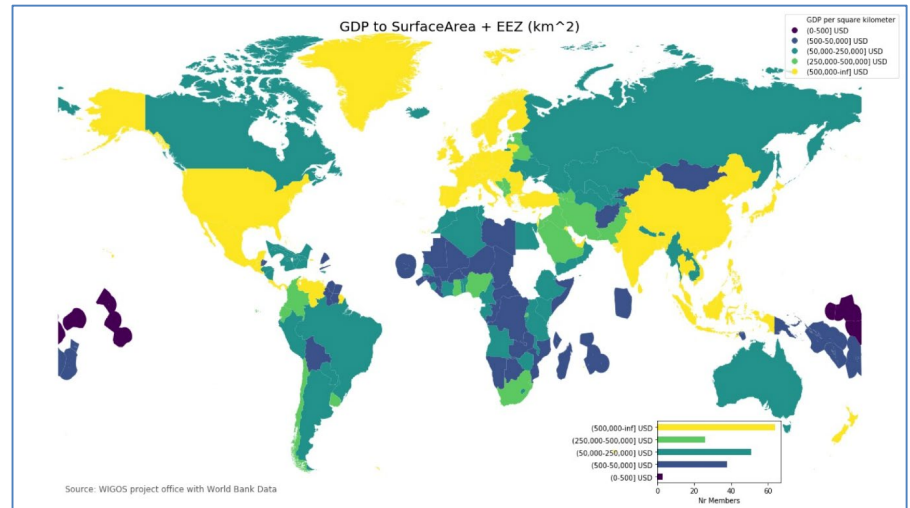 GDP to SurfaceArea + EEZ (km^2)
GDP per square kilometer
(0-500] USD
(500-50,000] USD
(50,000-250,000] USD
(250,000-500,000] USD
(500,000-inf] USD
(500,000-inf] USD
(250,000-500,000] USD
(50,000-250,000] USD
(500-50,000] USD
(0-500] USD
0 20 40 60
Nr Members
Source: WIGOS project office with World Bank Data